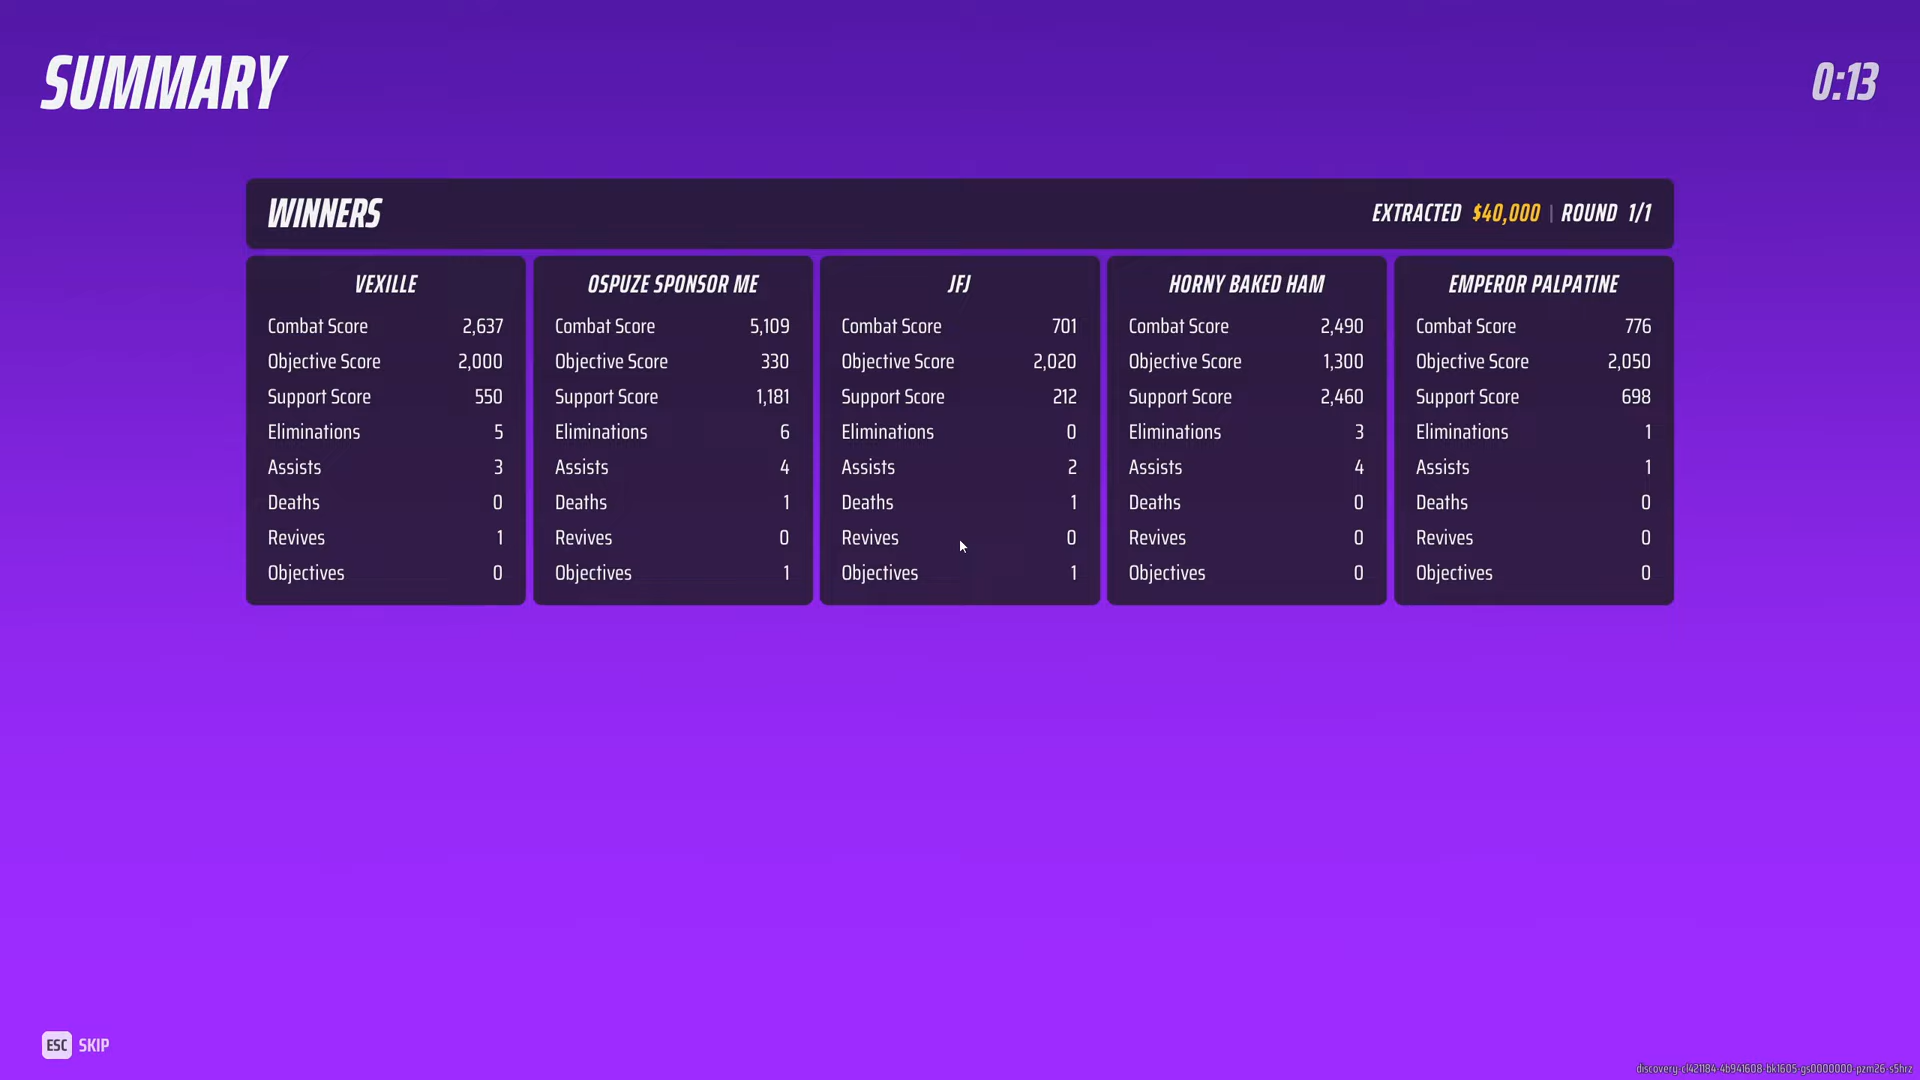 SUMMARY
0:13
WINNERS
EXTRACTED $40,000 | ROUND 1/1
VEXILLE
Combat Score 2,637
Objective Score 2,000
Support Score 550
Eliminations 5
Assists 3
Deaths 0
Revives 1
Objectives 0
OSPUZE SPONSOR ME
Combat Score 5,109
Objective Score 330
Support Score 1,181
Eliminations 6
Assists 4
Deaths 1
Revives 0
Objectives 1
JFJ
Combat Score 701
Objective Score 2,020
Support Score 212
Eliminations 0
Assists 2
Deaths 1
Revives 0
Objectives 1
HORNY BAKED HAM
Combat Score 2,490
Objective Score 1,300
Support Score 2,460
Eliminations 3
Assists 4
Deaths 0
Revives 0
Objectives 0
EMPEROR PALPATINE
Combat Score 776
Objective Score 2,050
Support Score 698
Eliminations 1
Assists 1
Deaths 0
Revives 0
Objectives 0
ESC SKIP